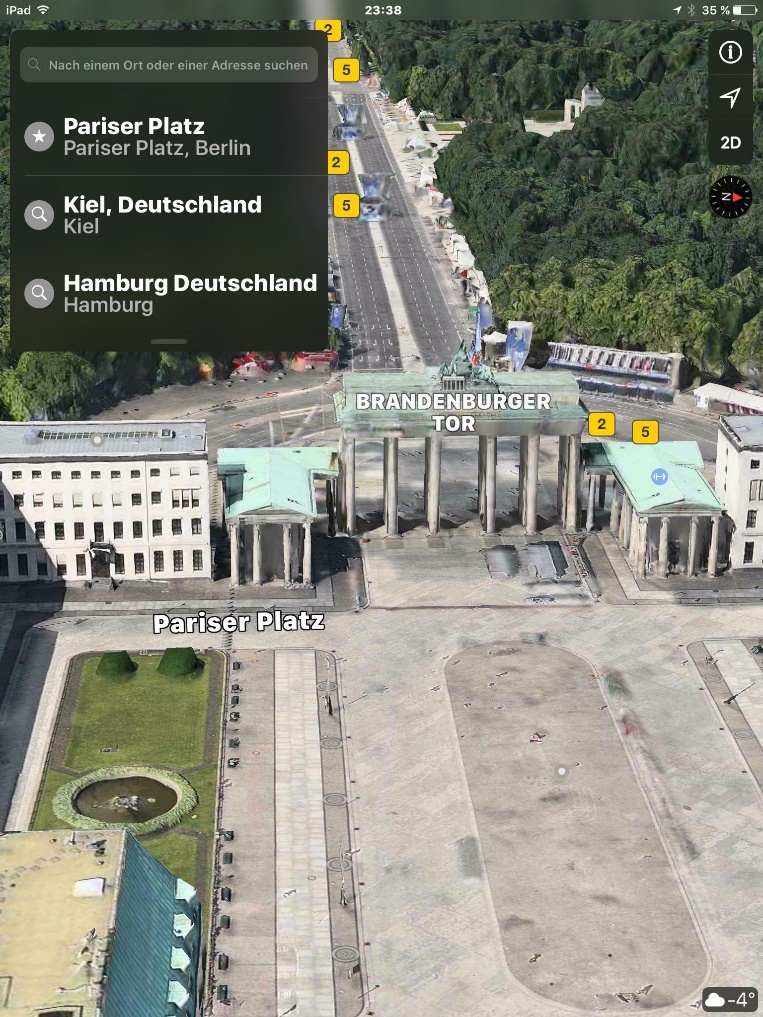 iPad 23:38 35 %
2
Nach einem Ort oder einer Adresse suchen
5
Pariser Platz
Pariser Platz, Berlin
2D
2
Kiel, Deutschland
Kiel
5
N
Hamburg Deutschland
Hamburg
BRANDENBURGER
TOR
2
5
Pariser Platz
-4°